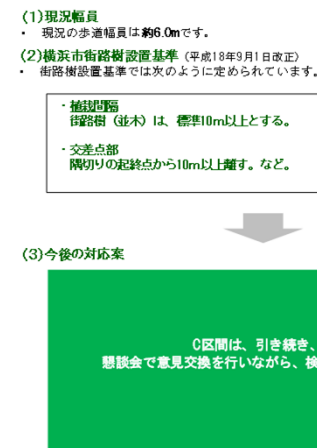 (1)現況幅員
・ 現況の歩道幅員は約6.0mです。
(2)横浜市街路樹設置基準 (平成18年9月1日改正)
・ 街路樹設置基準では次のように定められています。
・植栽間隔
街路樹（並木）は、標準10m以上とする。
・交差点部
隅切りの起終点から10m以上離す。など。
(3)今後の対応案
C区間は、引き続き、
懇談会で意見交換を行いながら、検